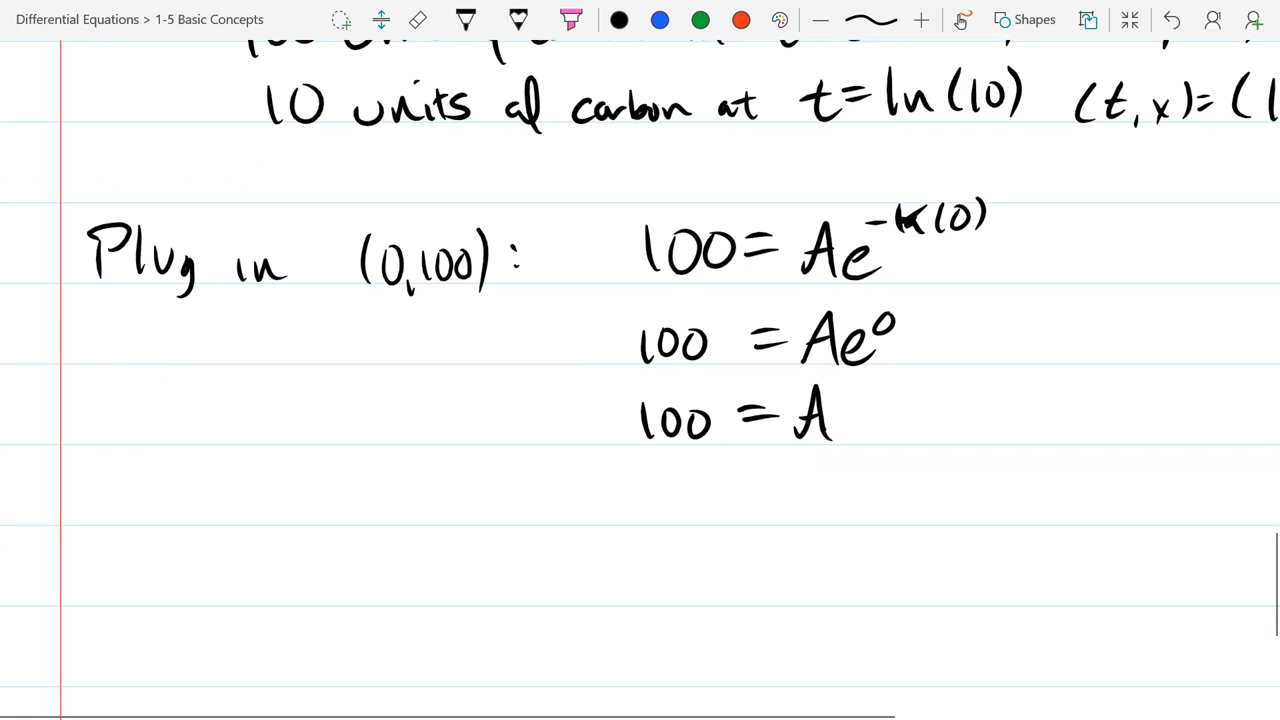 Differential Equations > 1-5 Basic Concepts
Shapes
10 units of carbon at t=ln(10) (t,x)=(1
Plug in (0,100): 100=Ae^-k(0)
100 =Ae^0
100 =A